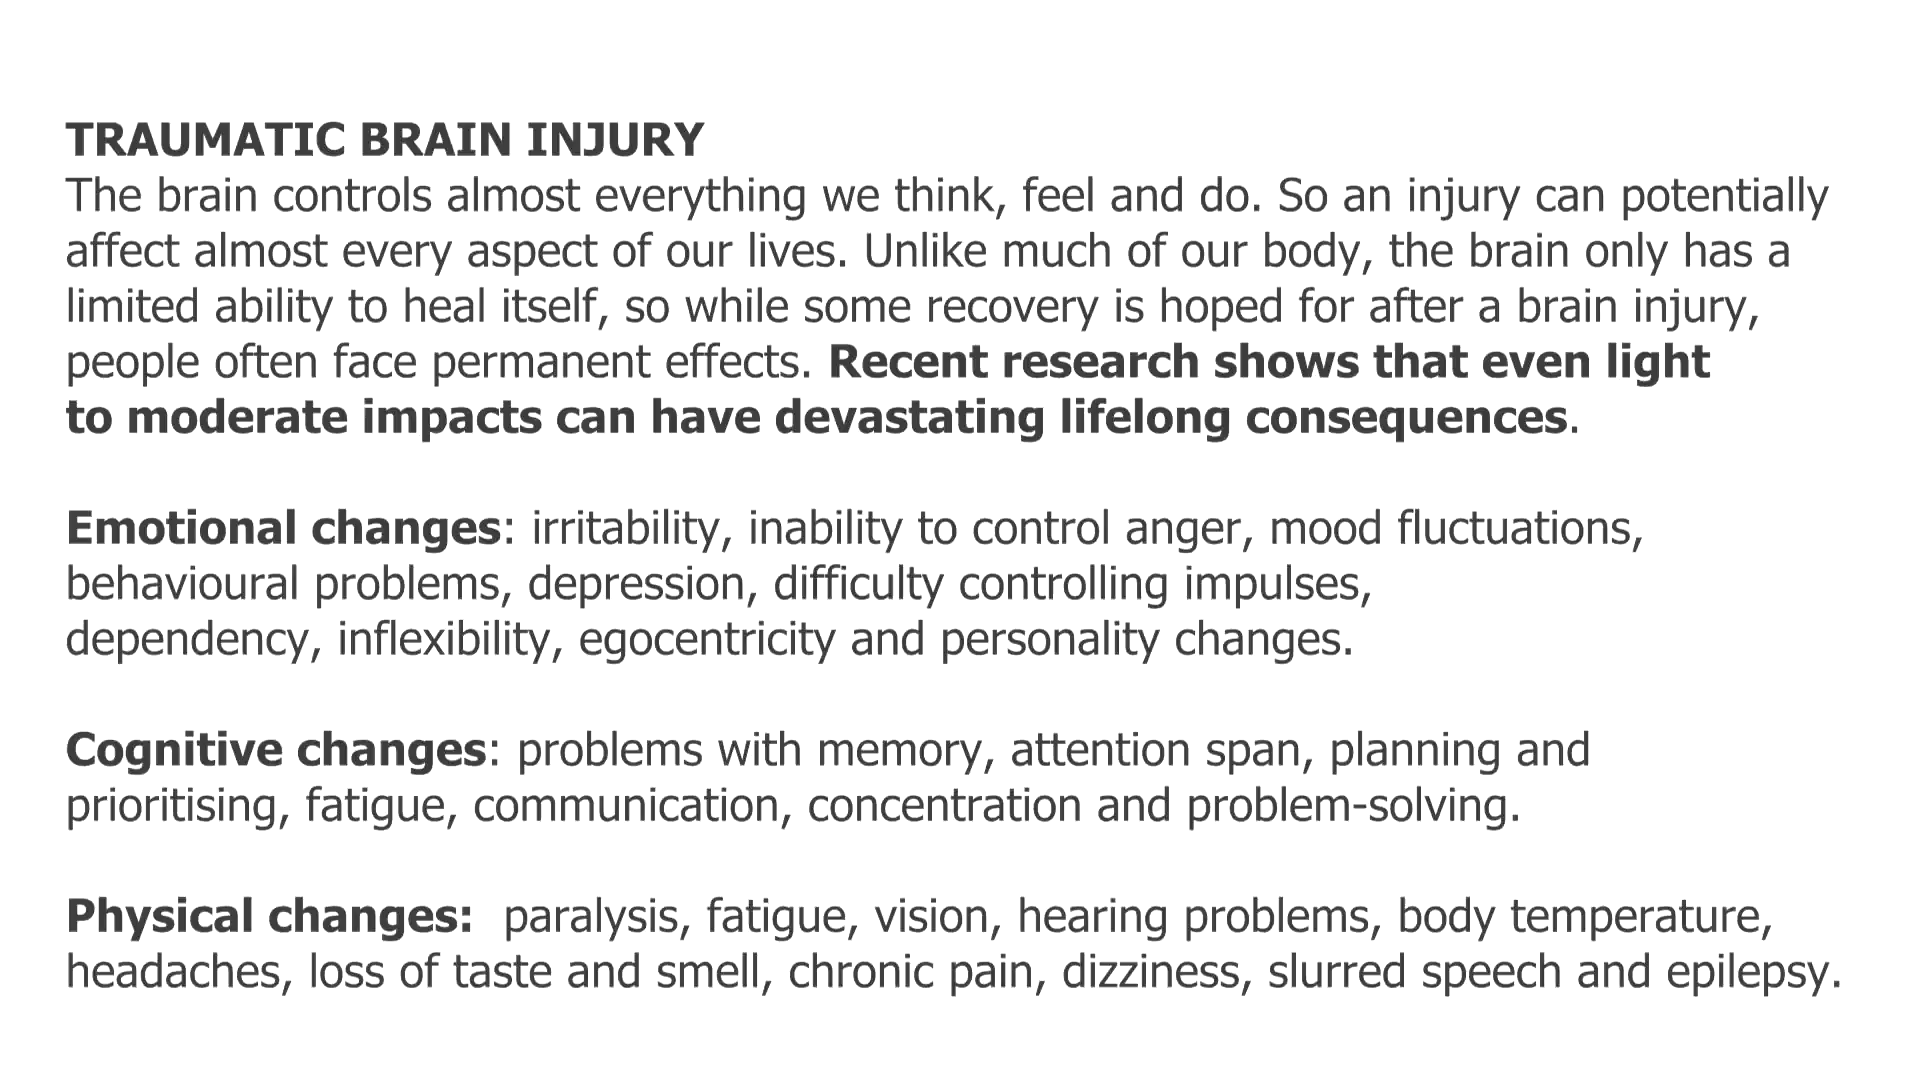 TRAUMATIC BRAIN INJURY
The brain controls almost everything we think, feel and do. So an injury can potentially
affect almost every aspect of our lives. Unlike much of our body, the brain only has a
limited ability to heal itself, so while some recovery is hoped for after a brain injury,
people often face permanent effects. Recent research shows that even light
to moderate impacts can have devastating lifelong consequences.
Emotional changes: irritability, inability to control anger, mood fluctuations,
behavioural problems, depression, difficulty controlling impulses,
dependency, inflexibility, egocentricity and personality changes.
Cognitive changes: problems with memory, attention span, planning and
prioritising, fatigue, communication, concentration and problem-solving.
Physical changes:  paralysis, fatigue, vision, hearing problems, body temperature,
headaches, loss of taste and smell, chronic pain, dizziness, slurred speech and epilepsy.